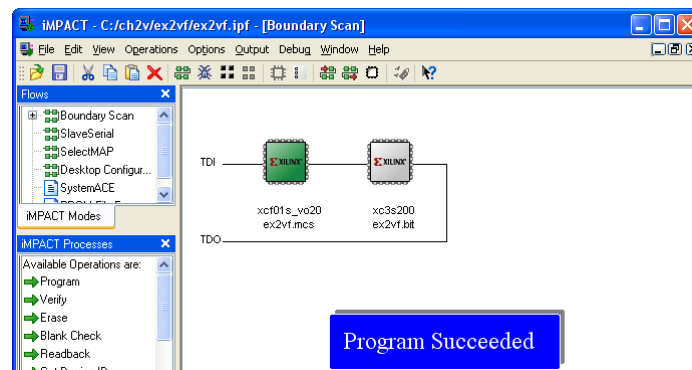 iMPACT - C:/ch2v/ex2vf/ex2vf.ipf - [Boundary Scan]
File Edit View Operations Options Output Debug Window Help
Flows
Boundary Scan
SlaveSerial
SelectMAP
Desktop Configur...
SystemACE
iMPACT Modes
iMPACT Processes
Available Operations are:
Program
Verify
Erase
Blank Check
Readback
TDI
XILINX
XILINX
xcf01s_vo20
ex2vf.mcs
xc3s200
ex2vf.bit
TDO
Program Succeeded